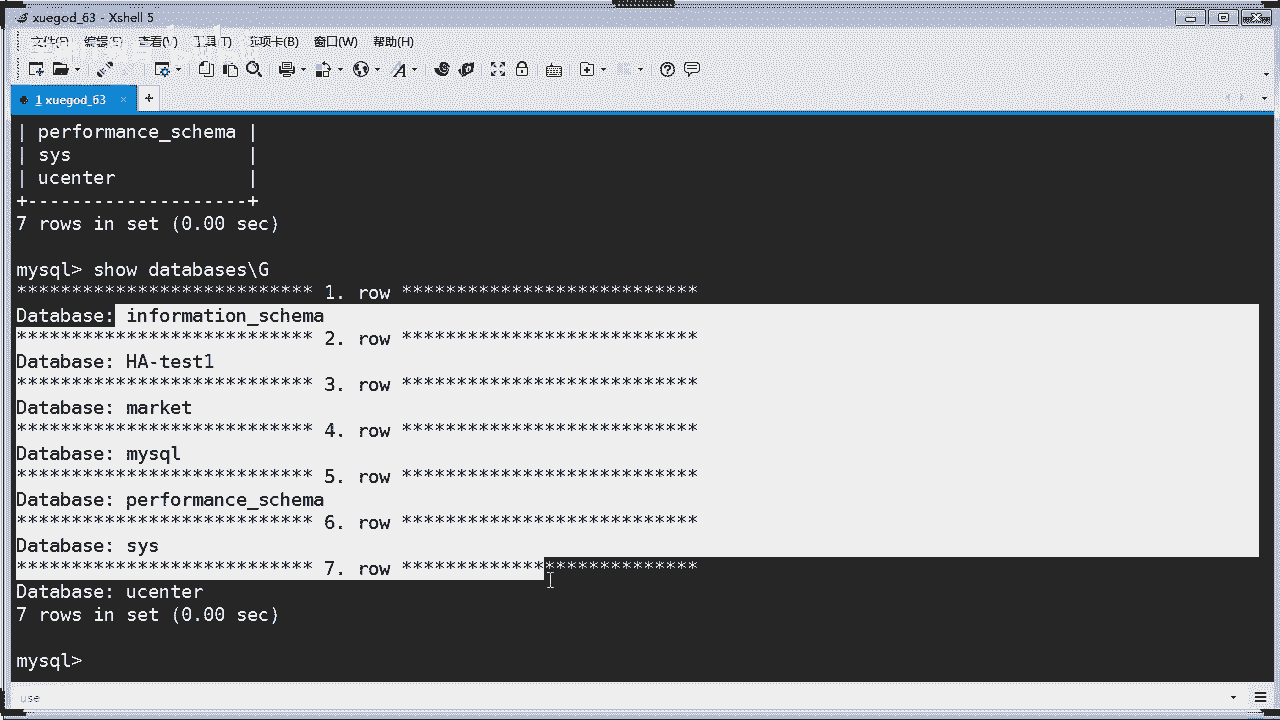 xuegod_63 - Xshell 5
文件(F) 编辑(E) 查看(V) 工具(T) 选项卡(B) 窗口(W) 帮助(H)
1 xuegod_63 × +
| performance_schema |
| sys |
| ucenter |
+--------------------+
7 rows in set (0.00 sec)
mysql> show databases\G
*************************** 1. row ***************************
Database: information_schema
*************************** 2. row ***************************
Database: HA-test1
*************************** 3. row ***************************
Database: market
*************************** 4. row ***************************
Database: mysql
*************************** 5. row ***************************
Database: performance_schema
*************************** 6. row ***************************
Database: sys
*************************** 7. row ***************************
Database: ucenter
7 rows in set (0.00 sec)
mysql>
use